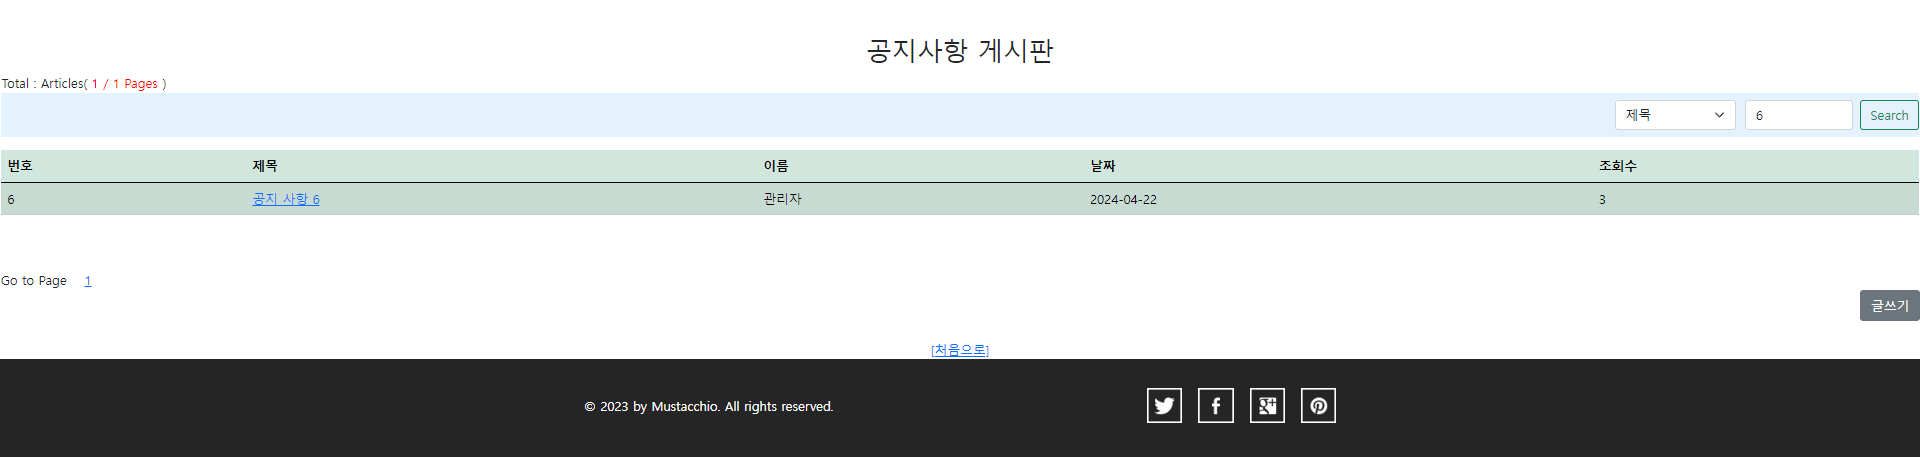 공지사항 게시판
Total : Articles( 1 / 1 Pages )
제목 6 Search
번호 제목 이름 날짜 조회수
6 공지 사항 6 관리자 2024-04-22 3
Go to Page 1
글쓰기
[처음으로]
© 2023 by Mustacchio. All rights reserved.